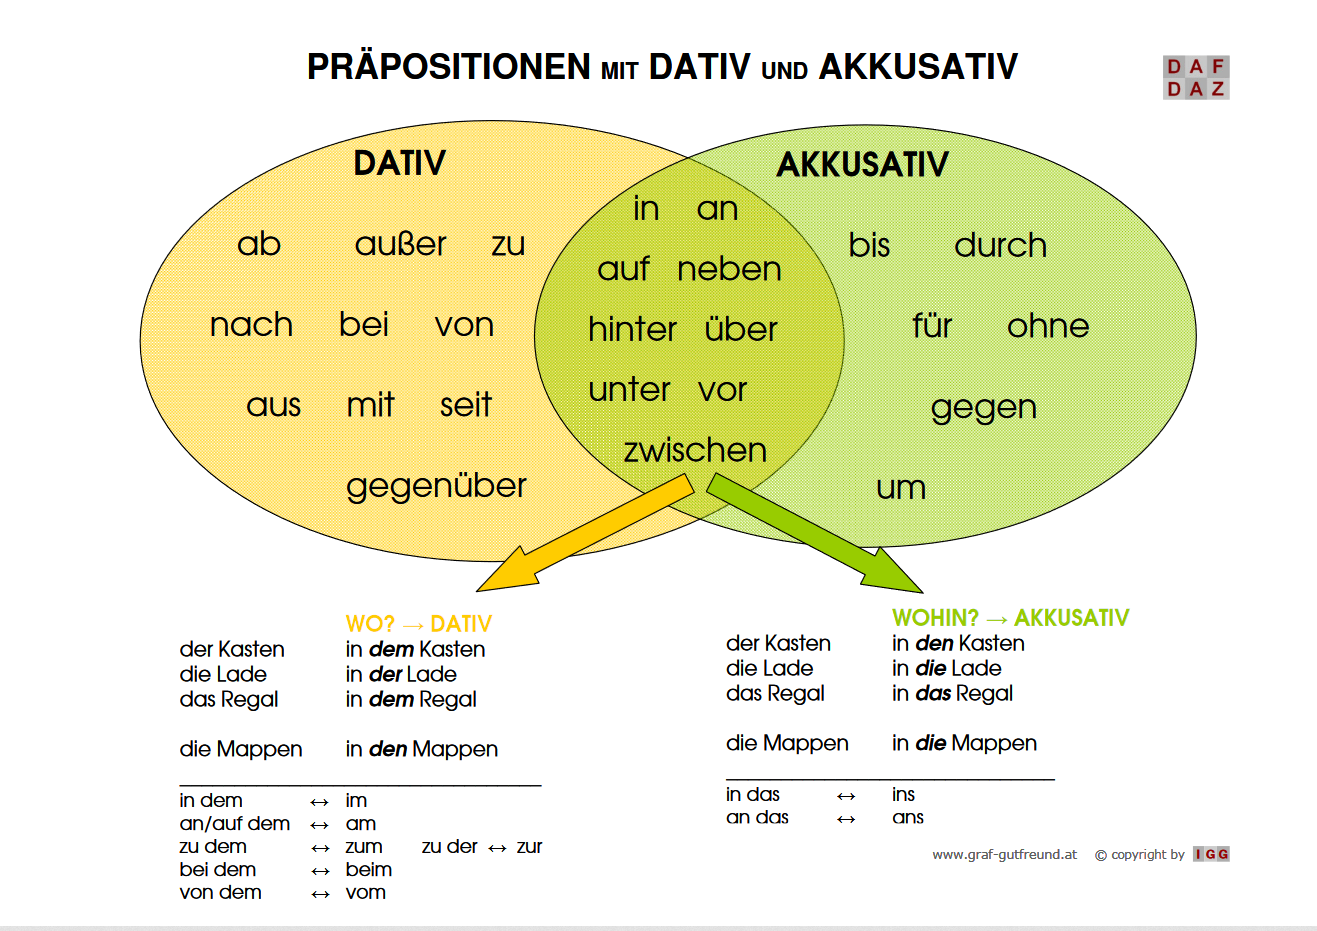 PRÄPOSITIONEN MIT DATIV UND AKKUSATIV
D A F
D A Z
DATIV
ab außer zu
nach bei von
aus mit seit
gegenüber
in an
auf neben
hinter über
unter vor
zwischen
AKKUSATIV
bis durch
für ohne
gegen
um
WO? → DATIV
der Kasten in dem Kasten
die Lade in der Lade
das Regal in dem Regal
die Mappen in den Mappen
in dem ↔ im
an/auf dem ↔ am
zu dem ↔ zum zu der ↔ zur
bei dem ↔ beim
von dem ↔ vom
WOHIN? → AKKUSATIV
der Kasten in den Kasten
die Lade in die Lade
das Regal in das Regal
die Mappen in die Mappen
in das ↔ ins
an das ↔ ans
www.graf-gutfreund.at © copyright by I G G